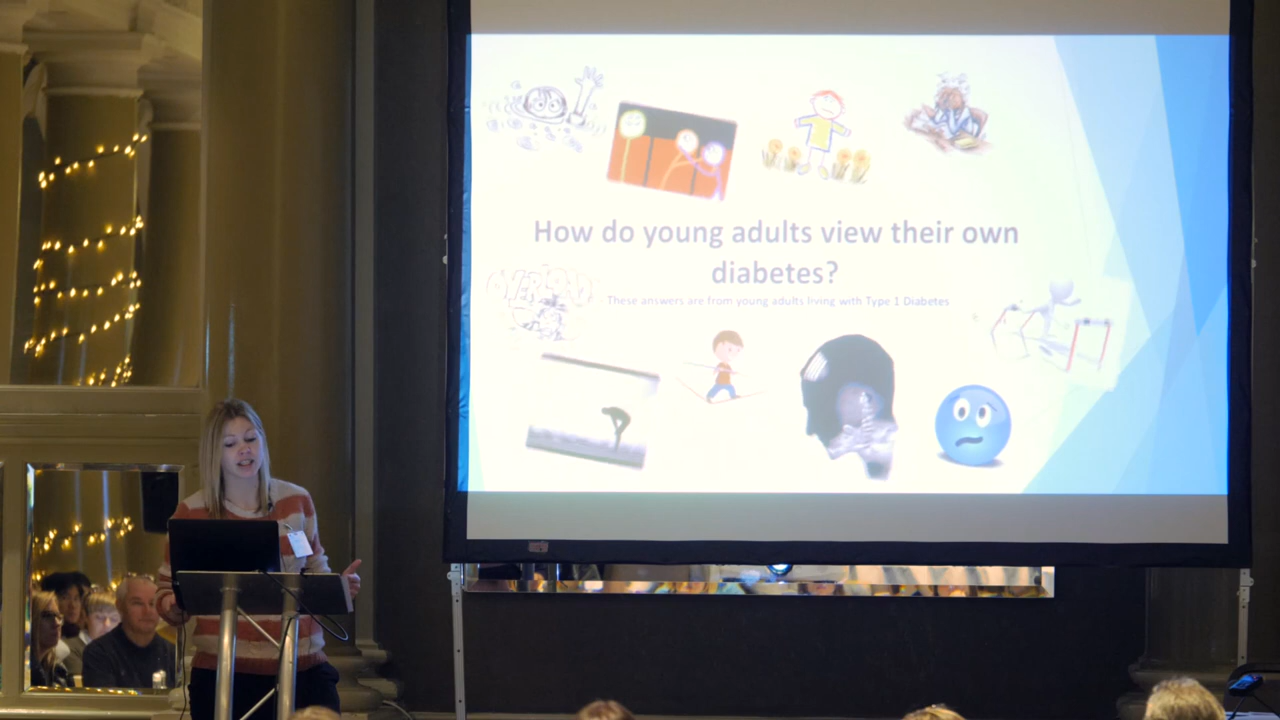 How do young adults view their own
diabetes?
These answers are from young adults living with Type 1 Diabetes
OVERLOAD